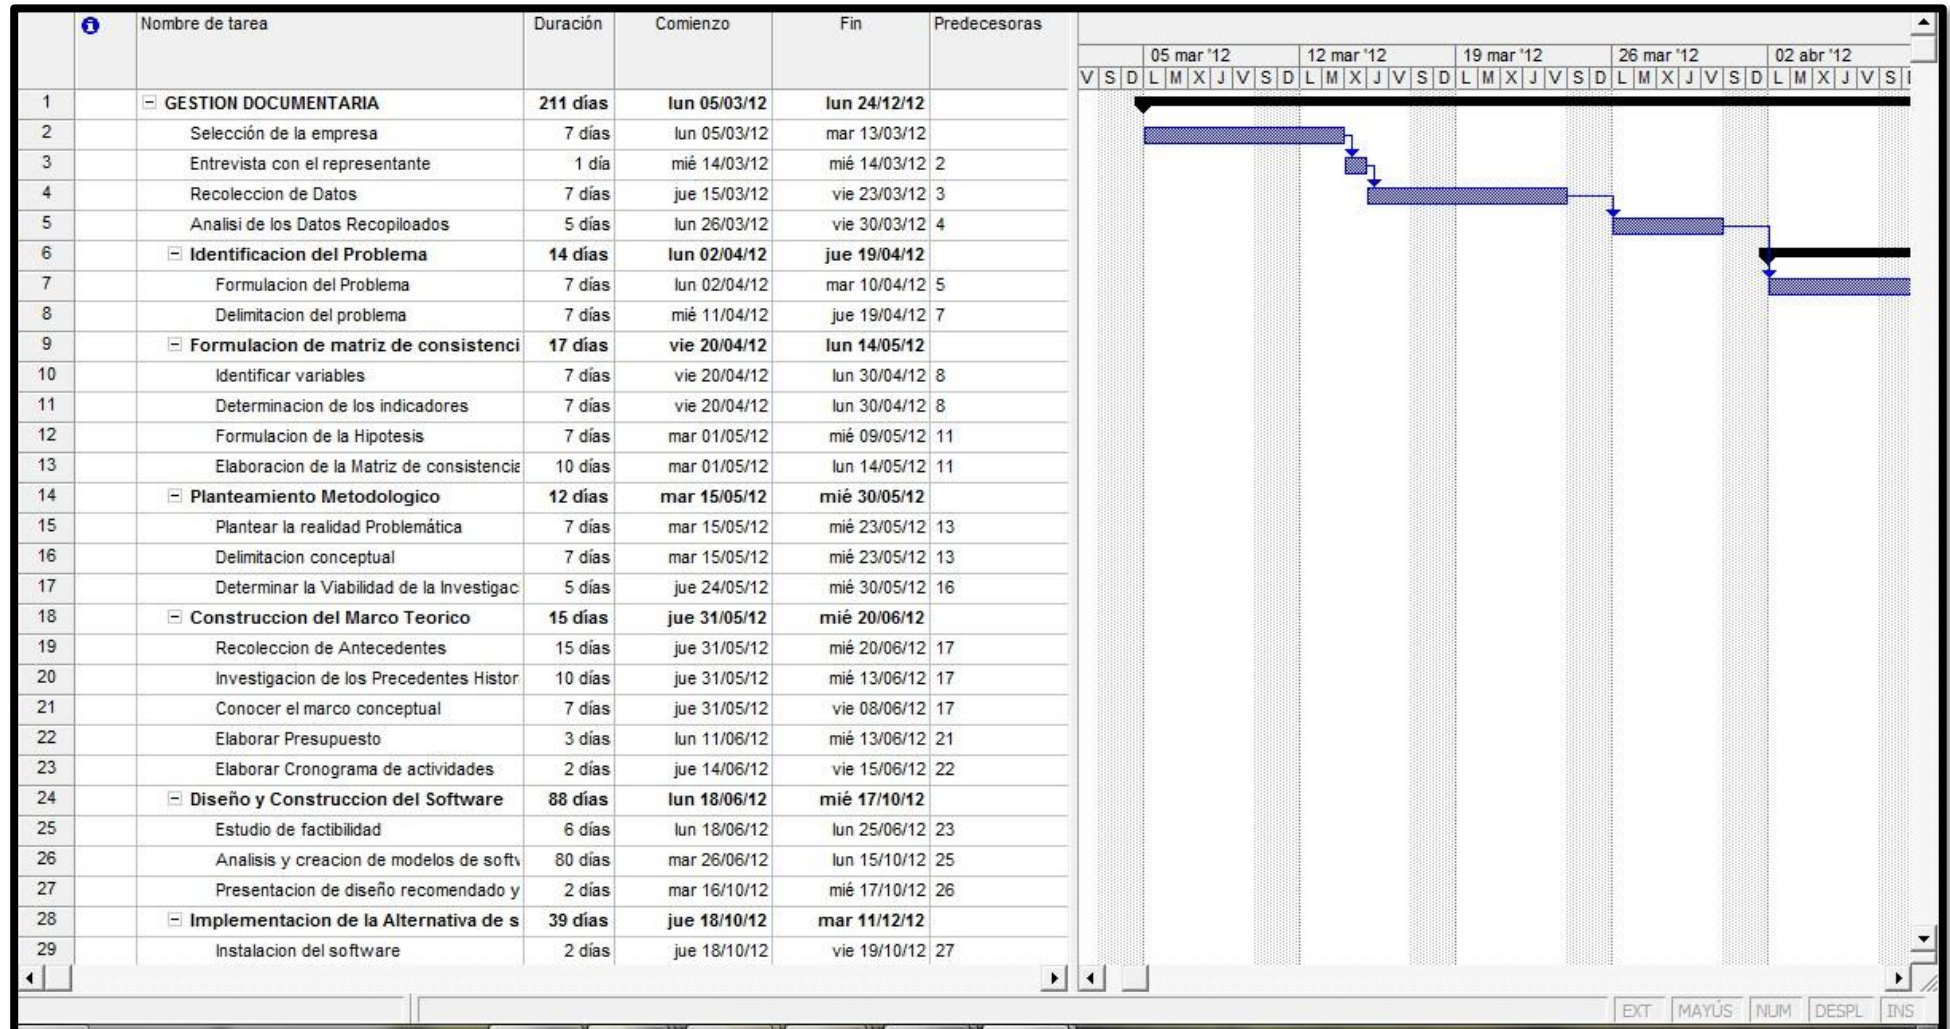 Nombre de tarea Duración Comienzo Fin Predecesoras
05 mar '12 12 mar '12 19 mar '12 26 mar '12 02 abr '12
V S D L M X J V S D L M X J V S D L M X J V S D L M X J V S D L M X J V S
1 GESTION DOCUMENTARIA 211 días lun 05/03/12 lun 24/12/12
2 Selección de la empresa 7 días lun 05/03/12 mar 13/03/12
3 Entrevista con el representante 1 día mié 14/03/12 mié 14/03/12 2
4 Recoleccion de Datos 7 días jue 15/03/12 vie 23/03/12 3
5 Analisi de los Datos Recopiloados 5 días lun 26/03/12 vie 30/03/12 4
6 Identificacion del Problema 14 días lun 02/04/12 jue 19/04/12
7 Formulacion del Problema 7 días lun 02/04/12 mar 10/04/12 5
8 Delimitacion del problema 7 días mié 11/04/12 jue 19/04/12 7
9 Formulacion de matriz de consistenci 17 días vie 20/04/12 lun 14/05/12
10 Identificar variables 7 días vie 20/04/12 lun 30/04/12 8
11 Determinacion de los indicadores 7 días vie 20/04/12 lun 30/04/12 8
12 Formulacion de la Hipotesis 7 días mar 01/05/12 mié 09/05/12 11
13 Elaboracion de la Matriz de consistencia 10 días mar 01/05/12 lun 14/05/12 11
14 Planteamiento Metodologico 12 días mar 15/05/12 mié 30/05/12
15 Plantear la realidad Problemática 7 días mar 15/05/12 mié 23/05/12 13
16 Delimitacion conceptual 7 días mar 15/05/12 mié 23/05/12 13
17 Determinar la Viabilidad de la Investigac 5 días jue 24/05/12 mié 30/05/12 16
18 Construccion del Marco Teorico 15 días jue 31/05/12 mié 20/06/12
19 Recoleccion de Antecedentes 15 días jue 31/05/12 mié 20/06/12 17
20 Investigacion de los Precedentes Histor 10 días jue 31/05/12 mié 13/06/12 17
21 Conocer el marco conceptual 7 días jue 31/05/12 vie 08/06/12 17
22 Elaborar Presupuesto 3 días lun 11/06/12 mié 13/06/12 21
23 Elaborar Cronograma de actividades 2 días jue 14/06/12 vie 15/06/12 22
24 Diseño y Construccion del Software 88 días lun 18/06/12 mié 17/10/12
25 Estudio de factibilidad 6 días lun 18/06/12 lun 25/06/12 23
26 Analisis y creacion de modelos de soft 80 días mar 26/06/12 lun 15/10/12 25
27 Presentacion de diseño recomendado y 2 días mar 16/10/12 mié 17/10/12 26
28 Implementacion de la Alternativa de s 39 días jue 18/10/12 mar 11/12/12
29 Instalacion del software 2 días jue 18/10/12 vie 19/10/12 27
EXT MAYÚS NUM DESPL INS